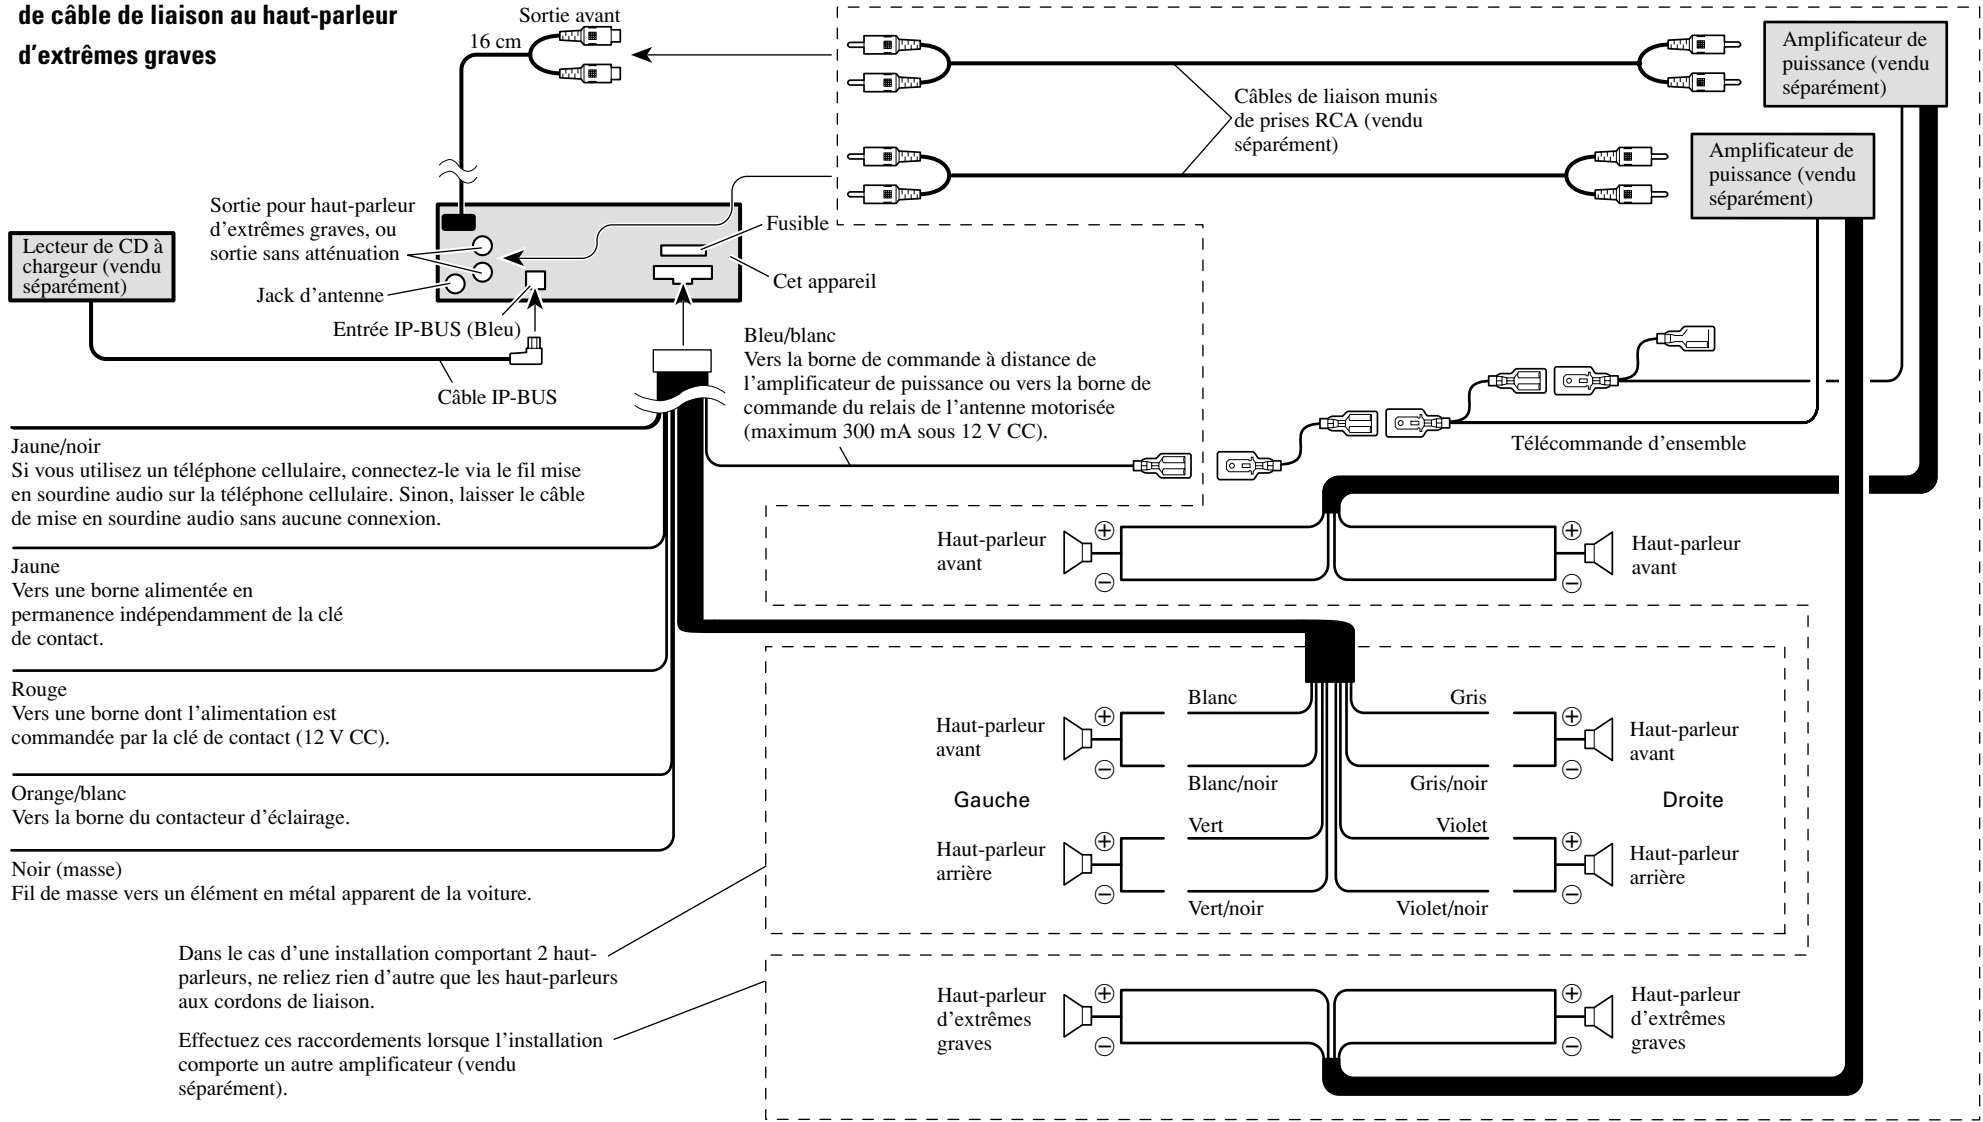 de câble de liaison au haut-parleur
d’extrêmes graves
Sortie avant
16 cm
Amplificateur de
puissance (vendu
séparément)
Câbles de liaison munis
de prises RCA (vendu
séparément)
Amplificateur de
puissance (vendu
séparément)
Sortie pour haut-parleur
d’extrêmes graves, ou
sortie sans atténuation
Fusible
Lecteur de CD à
chargeur (vendu
séparément)
Cet appareil
Jack d’antenne
Entrée IP-BUS (Bleu)
Câble IP-BUS
Bleu/blanc
Vers la borne de commande à distance de
l’amplificateur de puissance ou vers la borne de
commande du relais de l’antenne motorisée
(maximum 300 mA sous 12 V CC).
Télécommande d’ensemble
Jaune/noir
Si vous utilisez un téléphone cellulaire, connectez-le via le fil mise
en sourdine audio sur la téléphone cellulaire. Sinon, laisser le câble
de mise en sourdine audio sans aucune connexion.
Haut-parleur
avant
⊕
⊖
⊕
⊖
Haut-parleur
avant
Jaune
Vers une borne alimentée en
permanence indépendamment de la clé
de contact.
Rouge
Vers une borne dont l’alimentation est
commandée par la clé de contact (12 V CC).
Orange/blanc
Vers la borne du contacteur d’éclairage.
Noir (masse)
Fil de masse vers un élément en métal apparent de la voiture.
Haut-parleur
avant
⊕
⊖
Blanc
Blanc/noir
Gris
Gris/noir
⊕
⊖
Haut-parleur
avant
Gauche
Droite
Haut-parleur
arrière
⊕
⊖
Vert
Vert/noir
Violet
Violet/noir
⊕
⊖
Haut-parleur
arrière
Dans le cas d’une installation comportant 2 haut-
parleurs, ne reliez rien d’autre que les haut-parleurs
aux cordons de liaison.
Effectuez ces raccordements lorsque l’installation
comporte un autre amplificateur (vendu
séparément).
Haut-parleur
d’extrêmes
graves
⊕
⊖
⊕
⊖
Haut-parleur
d’extrêmes
graves